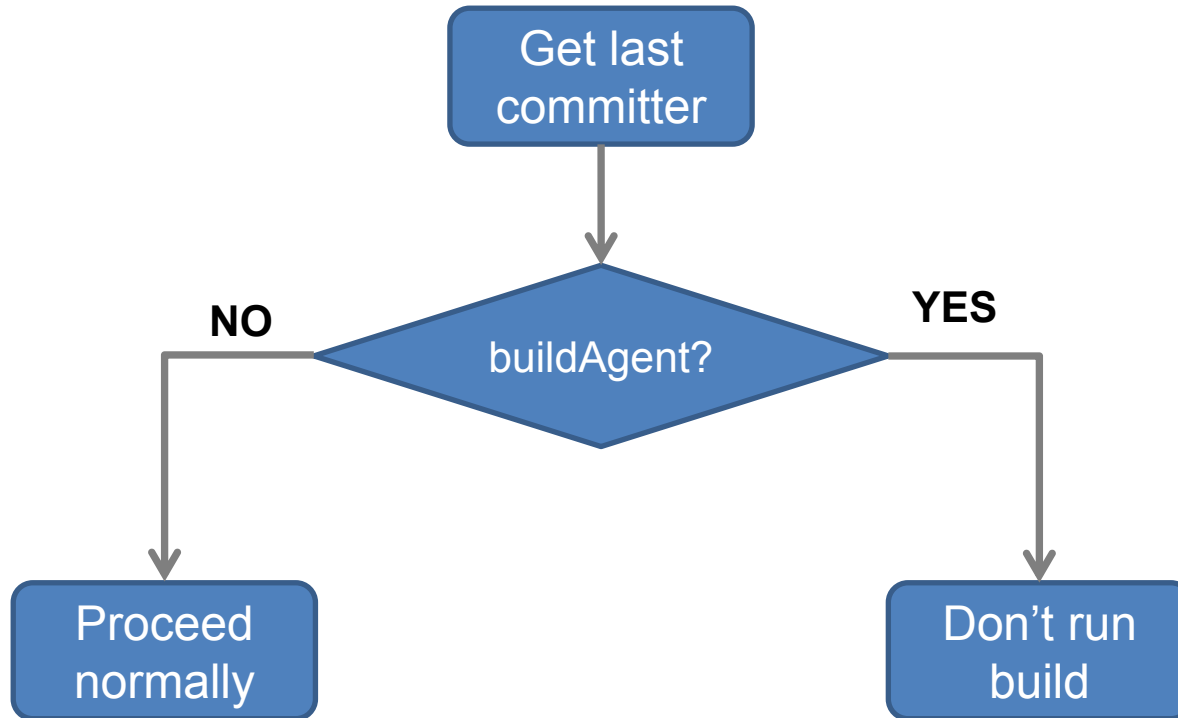 Get last
committer
NO
YES
buildAgent?
Proceed
normally
Don’t run
build